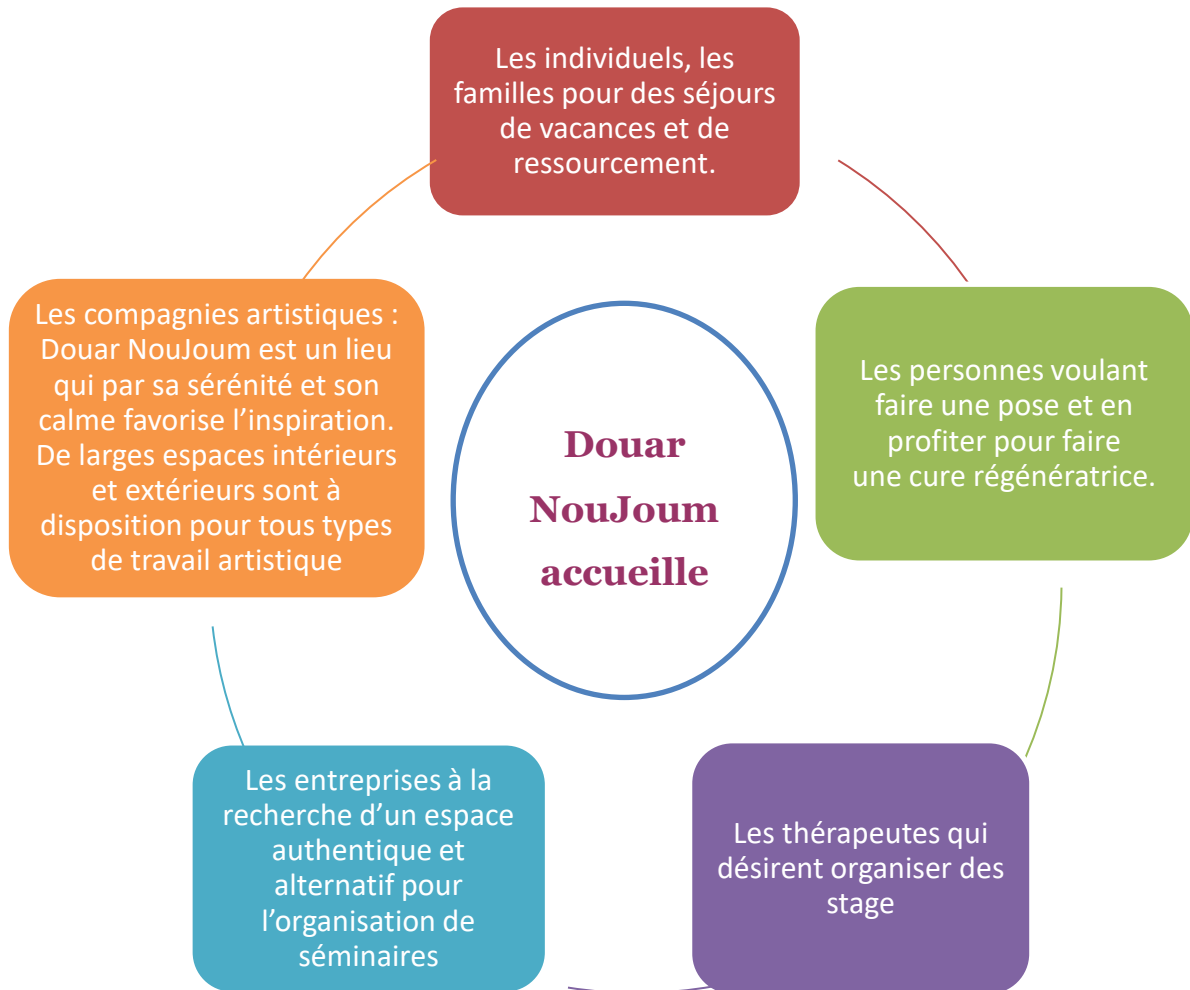 Les individuels, les
familles pour des séjours
de vacances et de
ressourcement.
Les personnes voulant
faire une pose et en
profiter pour faire
une cure régénératrice.
Les thérapeutes qui
désirent organiser des
stage
Les entreprises à la
recherche d’un espace
authentique et
alternatif pour
l’organisation de
séminaires
Les compagnies artistiques :
Douar NouJoum est un lieu
qui par sa sérénité et son
calme favorise l’inspiration.
De larges espaces intérieurs
et extérieurs sont à
disposition pour tous types
de travail artistique
Douar
NouJoum
accueille